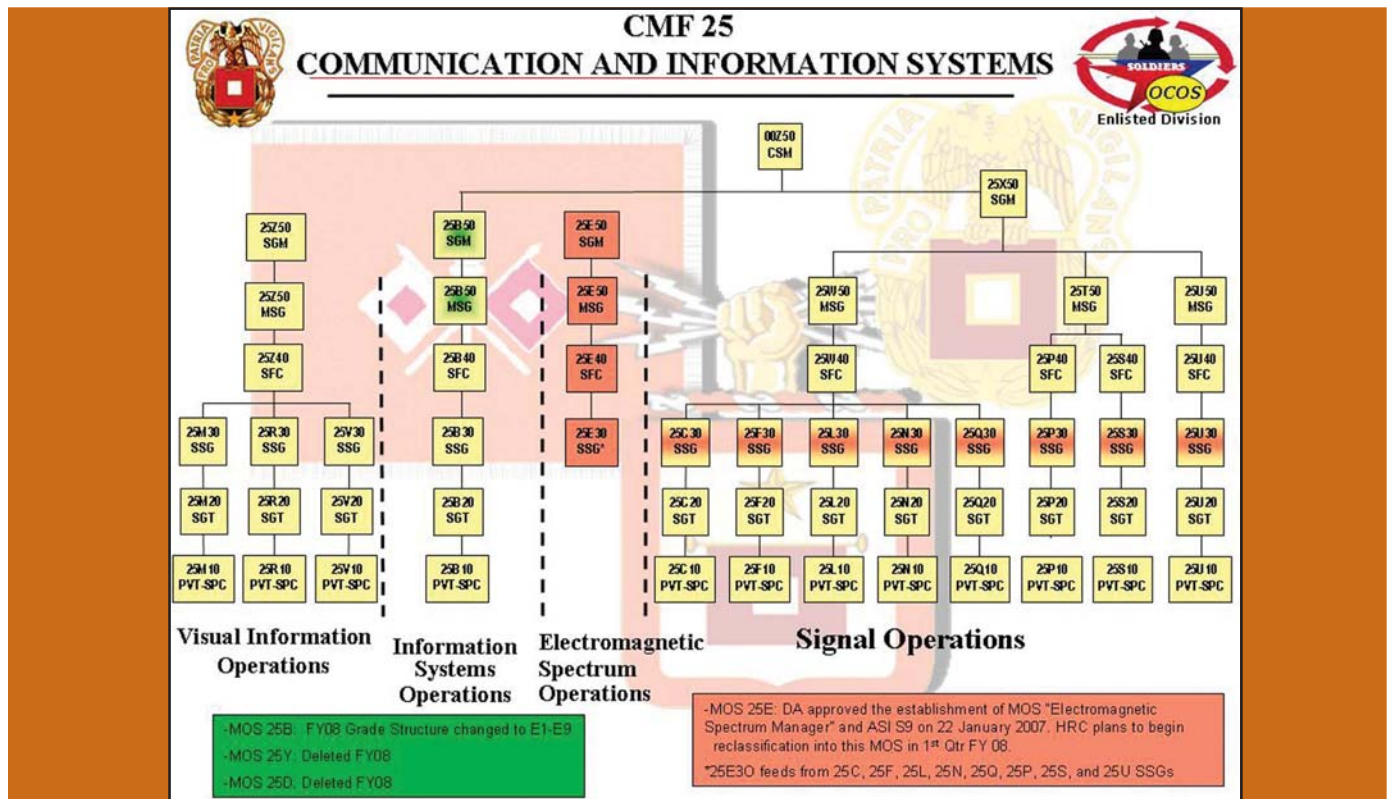 CMF 25
COMMUNICATION AND INFORMATION SYSTEMS
PRO PATRIA VIGILANS
SOLDIERS
OCOS
Enlisted Division
PRO PATRIA VIGILANS
00Z50
CSM
25X50
SGM
25Z50
SGM
25B50
SGM
25E50
SGM
25Z50
MSG
25B50
MSG
25E50
MSG
25W50
MSG
25T50
MSG
25U50
MSG
25Z40
SFC
25B40
SFC
25E40
SFC
25W40
SFC
25P40
SFC
25S40
SFC
25U40
SFC
25M30
SSG
25R30
SSG
25V30
SSG
25B30
SSG
25E30
SSG*
25C30
SSG
25F30
SSG
25L30
SSG
25N30
SSG
25Q30
SSG
25P30
SSG
25S30
SSG
25U30
SSG
25M20
SGT
25R20
SGT
25V20
SGT
25B20
SGT
25C20
SGT
25F20
SGT
25L20
SGT
25N20
SGT
25Q20
SGT
25P20
SGT
25S20
SGT
25U20
SGT
25M10
PVT-SPC
25R10
PVT-SPC
25V10
PVT-SPC
25B10
PVT-SPC
25C10
PVT-SPC
25F10
PVT-SPC
25L10
PVT-SPC
25N10
PVT-SPC
25Q10
PVT-SPC
25P10
PVT-SPC
25S10
PVT-SPC
25U10
PVT-SPC
Visual Information
Operations
Information
Systems
Operations
Electromagnetic
Spectrum
Operations
Signal Operations
-MOS 25B: FY08 Grade Structure changed to E1-E9
-MOS 25Y: Deleted FY08
-MOS 25D, Deleted FY08
-MOS 25E: DA approved the establishment of MOS "Electromagnetic
Spectrum Manager" and ASI S9 on 22 January 2007. HRC plans to begin
reclassification into this MOS in 1st Qtr FY 08.
*25E3O feeds from 25C, 25F, 25L, 25N, 25Q, 25P, 25S, and 25U SSGs